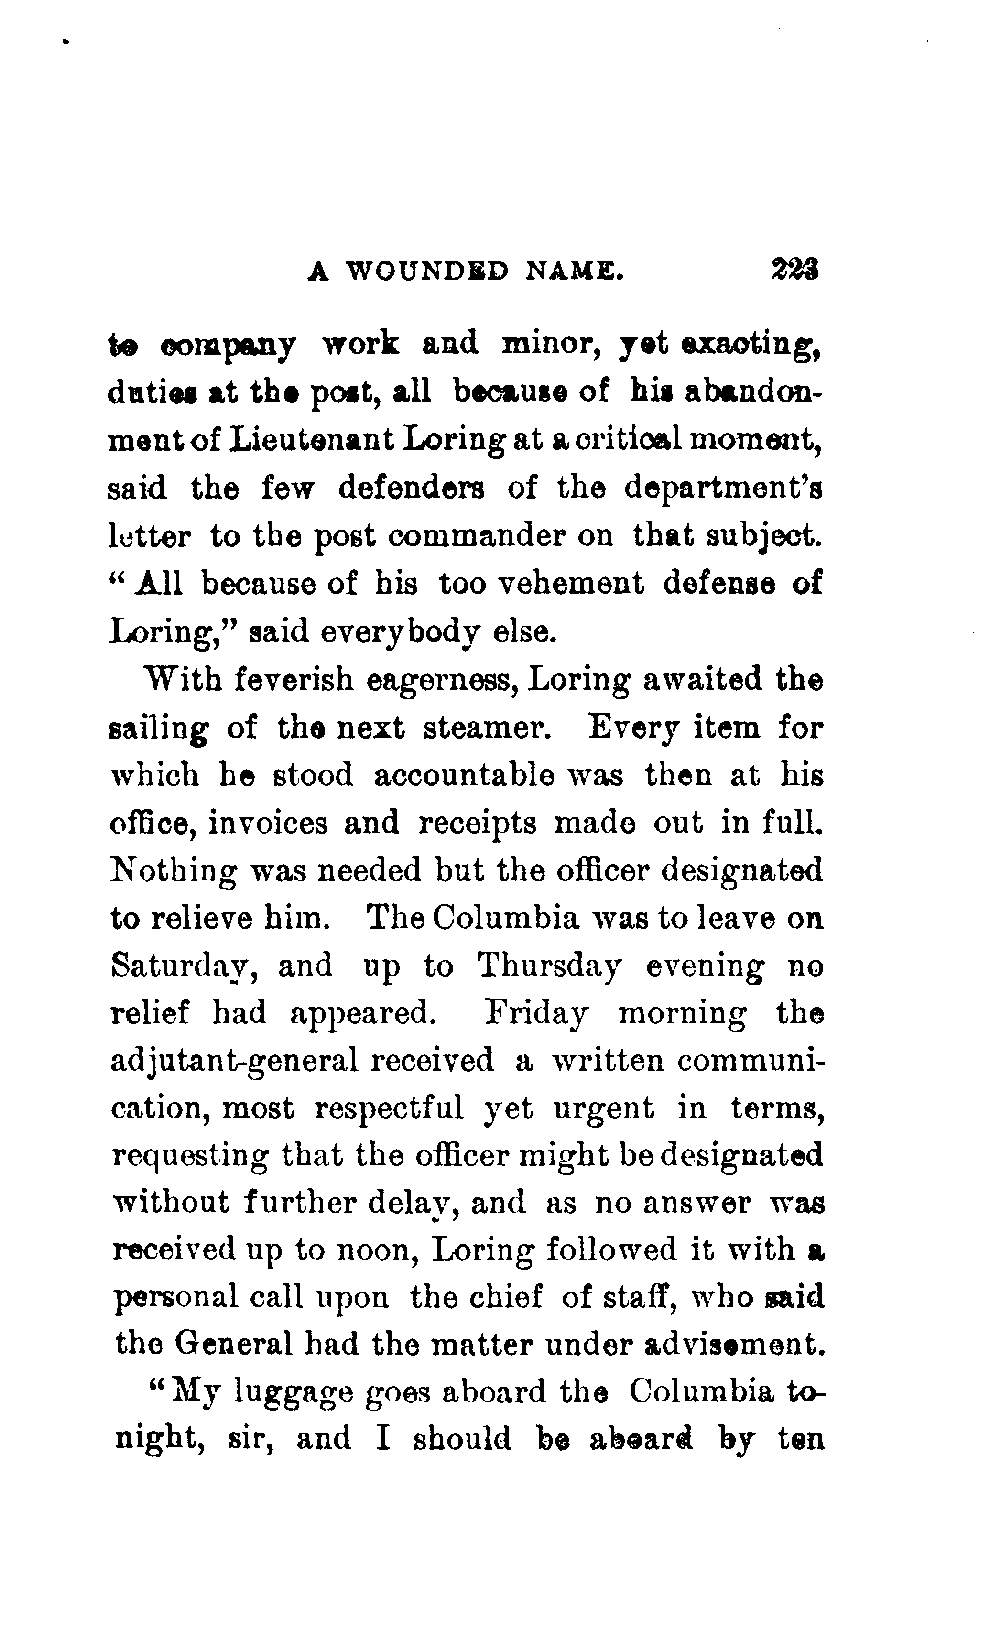 A WOUNDED NAME. 223
to company work and minor, yet exacting,
duties at the post, all because of his abandon-
ment of Lieutenant Loring at a critical moment,
said the few defenders of the department's
letter to the post commander on that subject.
“All because of his too vehement defense of
Loring,” said everybody else.
With feverish eagerness, Loring awaited the
sailing of the next steamer. Every item for
which he stood accountable was then at his
office, invoices and receipts made out in full.
Nothing was needed but the officer designated
to relieve him. The Columbia was to leave on
Saturday, and up to Thursday evening no
relief had appeared. Friday morning the
adjutant-general received a written communi-
cation, most respectful yet urgent in terms,
requesting that the officer might be designated
without further delay, and as no answer was
received up to noon, Loring followed it with a
personal call upon the chief of staff, who said
the General had the matter under advisement.
“My luggage goes aboard the Columbia to-
night, sir, and I should be aboard by ten